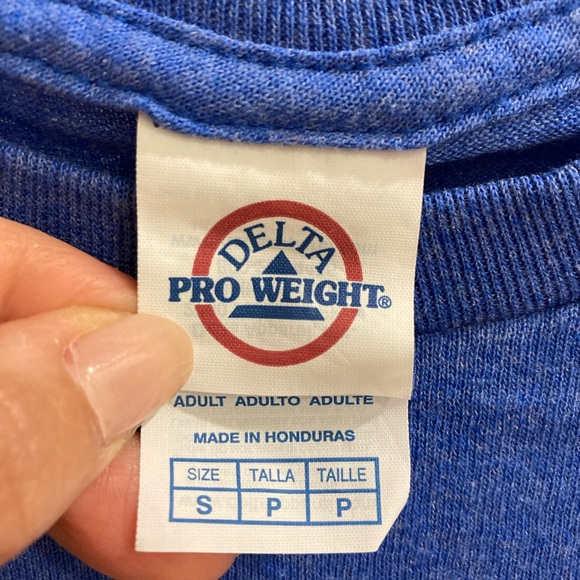 DELTA
PRO WEIGHT®
ADULT ADULTO ADULTE
MADE IN HONDURAS
SIZE TALLA TAILLE
S P P